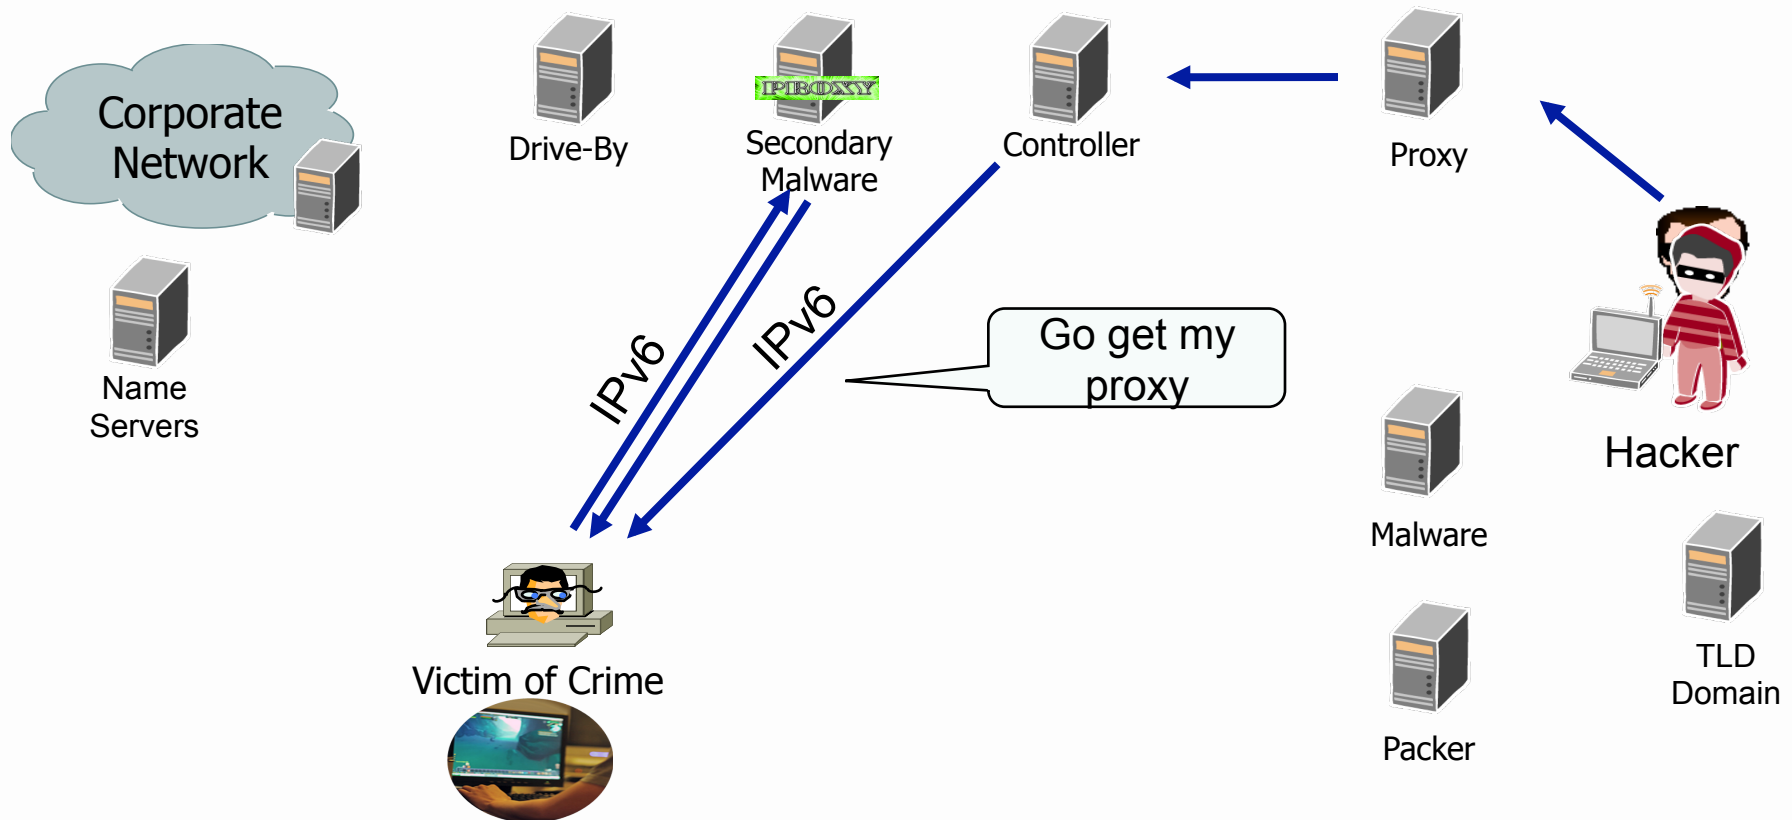 Corporate
Network
Drive-By
PROXY
Secondary
Malware
Controller
Proxy
Name
Servers
IPv6
IPv6
Go get my
proxy
Hacker
Malware
TLD
Domain
Packer
Victim of Crime